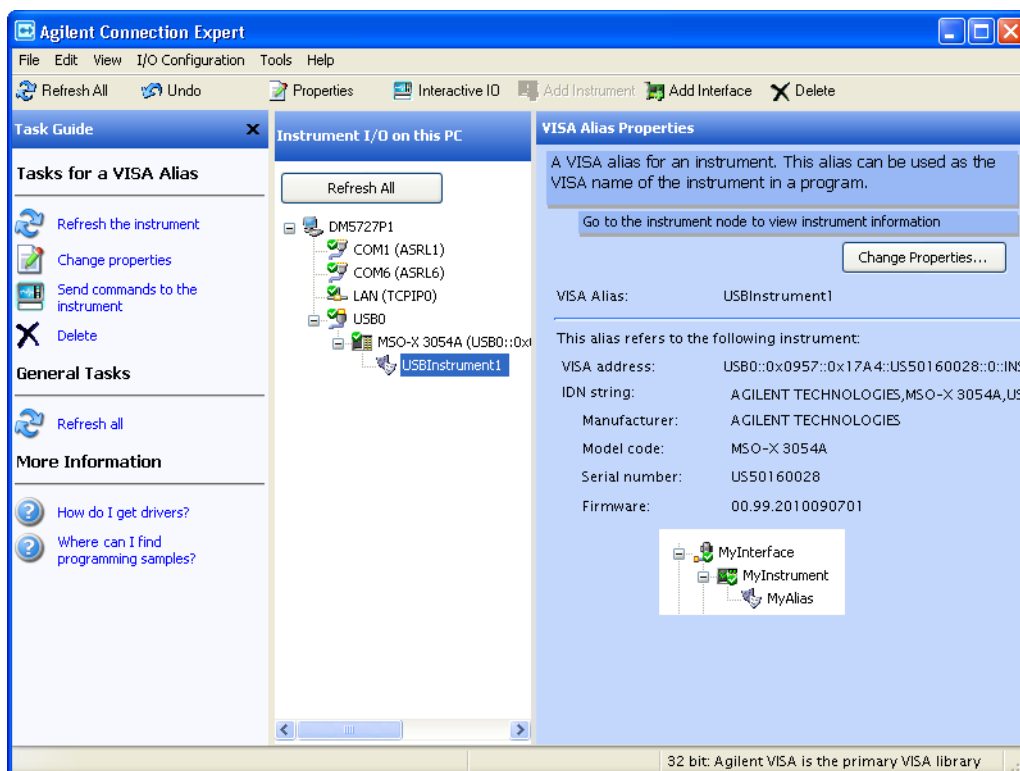 Agilent Connection Expert
File Edit View I/O Configuration Tools Help
Refresh All Undo Properties Interactive IO Add Instrument Add Interface Delete
Task Guide
Tasks for a VISA Alias
Refresh the instrument
Change properties
Send commands to the
instrument
Delete
General Tasks
Refresh all
More Information
How do I get drivers?
Where can I find
programming samples?
Instrument I/O on this PC
Refresh All
DM5727P1
COM1 (ASRL1)
COM6 (ASRL6)
LAN (TCPIP0)
USB0
MSO-X 3054A (USB0::0x
USBInstrument1
VISA Alias Properties
A VISA alias for an instrument. This alias can be used as the
VISA name of the instrument in a program.
Go to the instrument node to view instrument information
Change Properties...
VISA Alias: USBInstrument1
This alias refers to the following instrument:
VISA address: USB0::0x0957::0x17A4::US50160028::0::INS
IDN string: AGILENT TECHNOLOGIES,MSO-X 3054A,US
Manufacturer: AGILENT TECHNOLOGIES
Model code: MSO-X 3054A
Serial number: US50160028
Firmware: 00.99.2010090701
MyInterface
MyInstrument
MyAlias
32 bit: Agilent VISA is the primary VISA library